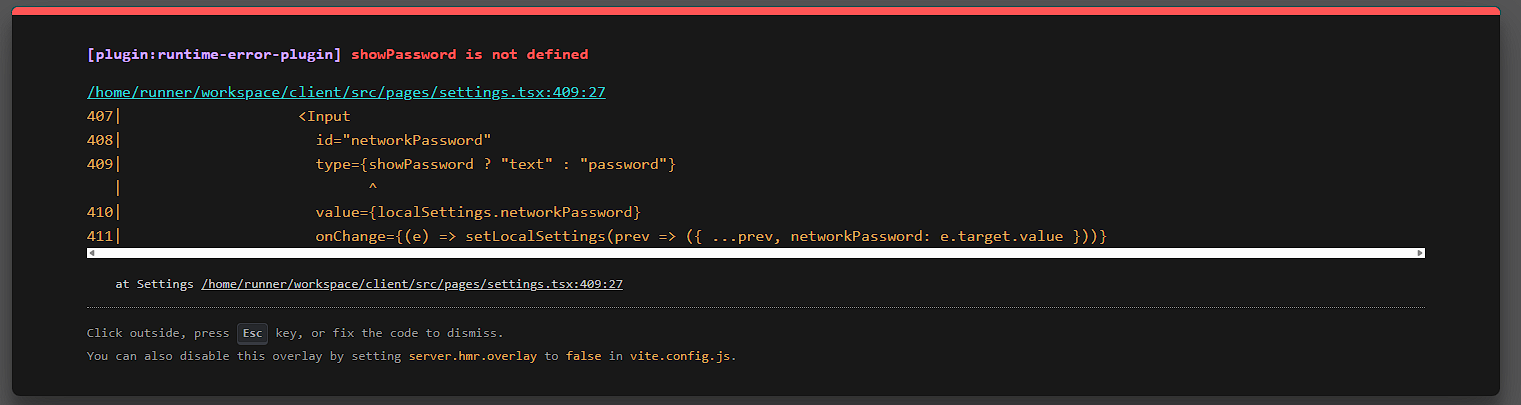 [plugin:runtime-error-plugin] showPassword is not defined
/home/runner/workspace/client/src/pages/settings.tsx:409:27
407|                    <Input
408|                      id="networkPassword"
409|                      type={showPassword ? "text" : "password"}
   |                            ^
410|                      value={localSettings.networkPassword}
411|                      onChange={(e) => setLocalSettings(prev => ({ ...prev, networkPassword: e.target.value }))}
at Settings /home/runner/workspace/client/src/pages/settings.tsx:409:27
Click outside, press Esc key, or fix the code to dismiss.
You can also disable this overlay by setting server.hmr.overlay to false in vite.config.js.